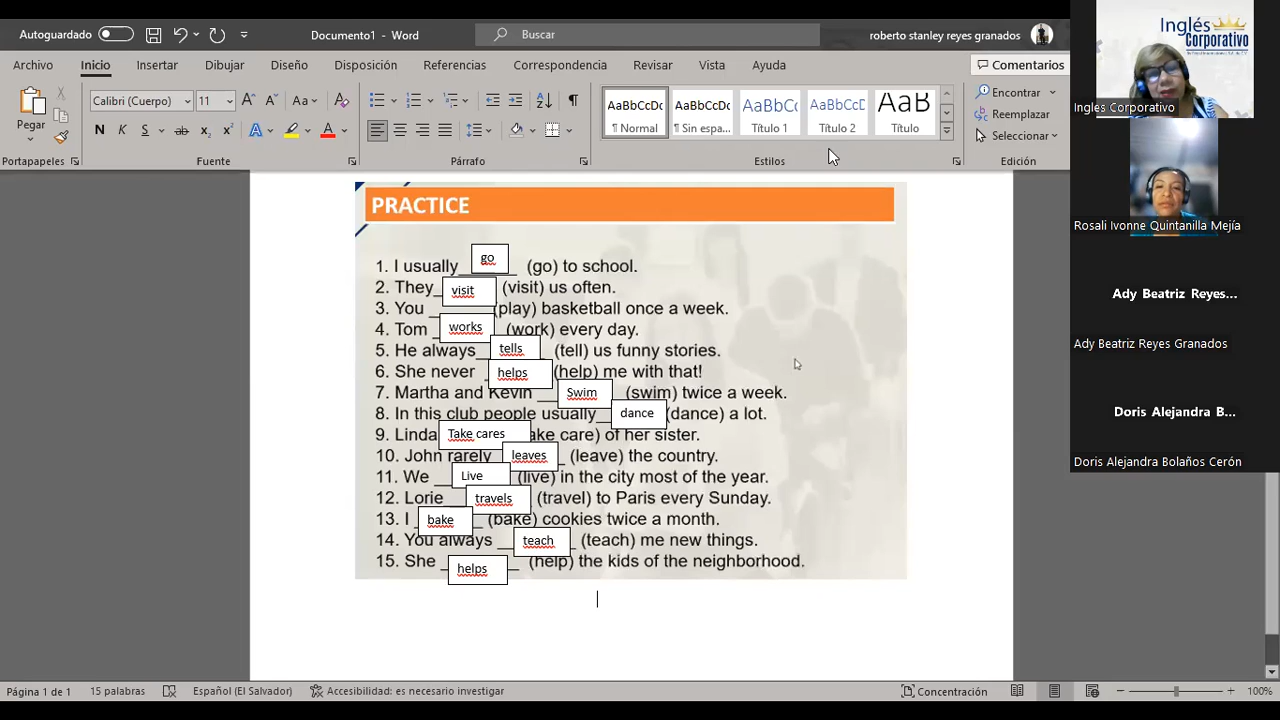 Autoguardado
Documento1 - Word
Buscar
roberto stanley reyes granados
Archivo Inicio Insertar Dibujar Diseño Disposición Referencias Correspondencia Revisar Vista Ayuda
Comentarios
Pegar
Calibri (Cuerpo) 11
Portapapeles Fuente Párrafo Estilos Edición
AaBbCcDc AaBbCcDc AaBbCc AaBbCcD AaB
¶ Normal ¶ Sin espa... Título 1 Título 2 Título
Encontrar
Reemplazar
Seleccionar
PRACTICE
1. I usually go (go) to school.
2. They visit (visit) us often.
3. You ______ (play) basketball once a week.
4. Tom works (work) every day.
5. He always tells (tell) us funny stories.
6. She never helps (help) me with that!
7. Martha and Kevin Swim (swim) twice a week.
8. In this club people usually dance (dance) a lot.
9. Linda Take cares ake care) of her sister.
10. John rarely leaves (leave) the country.
11. We Live (live) in the city most of the year.
12. Lorie travels (travel) to Paris every Sunday.
13. I bake (bake) cookies twice a month.
14. You always teach (teach) me new things.
15. She helps (help) the kids of the neighborhood.
Página 1 de 1 15 palabras Español (El Salvador) Accesibilidad: es necesario investigar Concentración 100%
Inglés Corporativo
Ingles Corporativo
Rosali Ivonne Quintanilla Mejía
Ady Beatriz Reyes...
Ady Beatriz Reyes Granados
Doris Alejandra B...
Doris Alejandra Bolaños Cerón